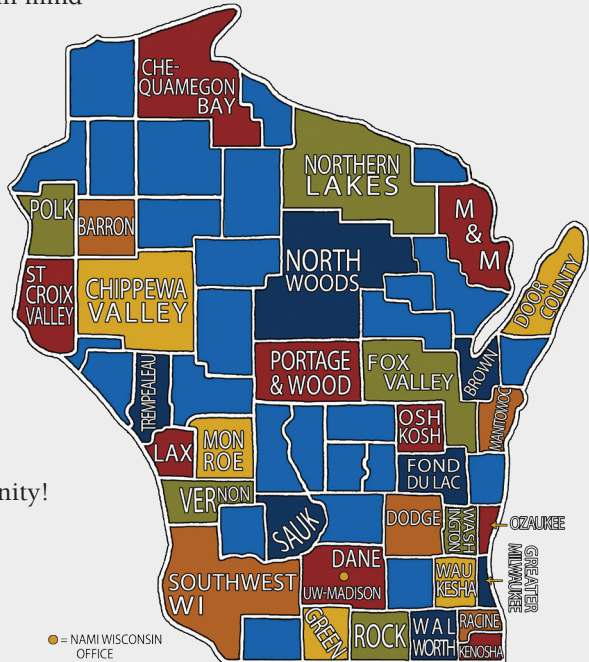 in mind
CHE-
QUAMEGON
BAY
NORTHERN
LAKES
POLK
BARRON
M
&
M
ST
CROIX
VALLEY
CHIPPEWA
VALLEY
NORTH
WOODS
DOOR
COUNTY
TREMPEALEAU
PORTAGE
& WOOD
FOX
VALLEY
BROWN
MANITOWOC
LAX
MON
ROE
OSH
KOSH
FOND
DU LAC
nity!
VERNON
SAUK
DODGE
WASH
INGTON
OZAUKEE
DANE
UW-MADISON
WAU
KESHA
GREATER
MILWAUKEE
SOUTHWEST
WI
GREEN
ROCK
WAL
WORTH
RACINE
KENOSHA
= NAMI WISCONSIN
OFFICE